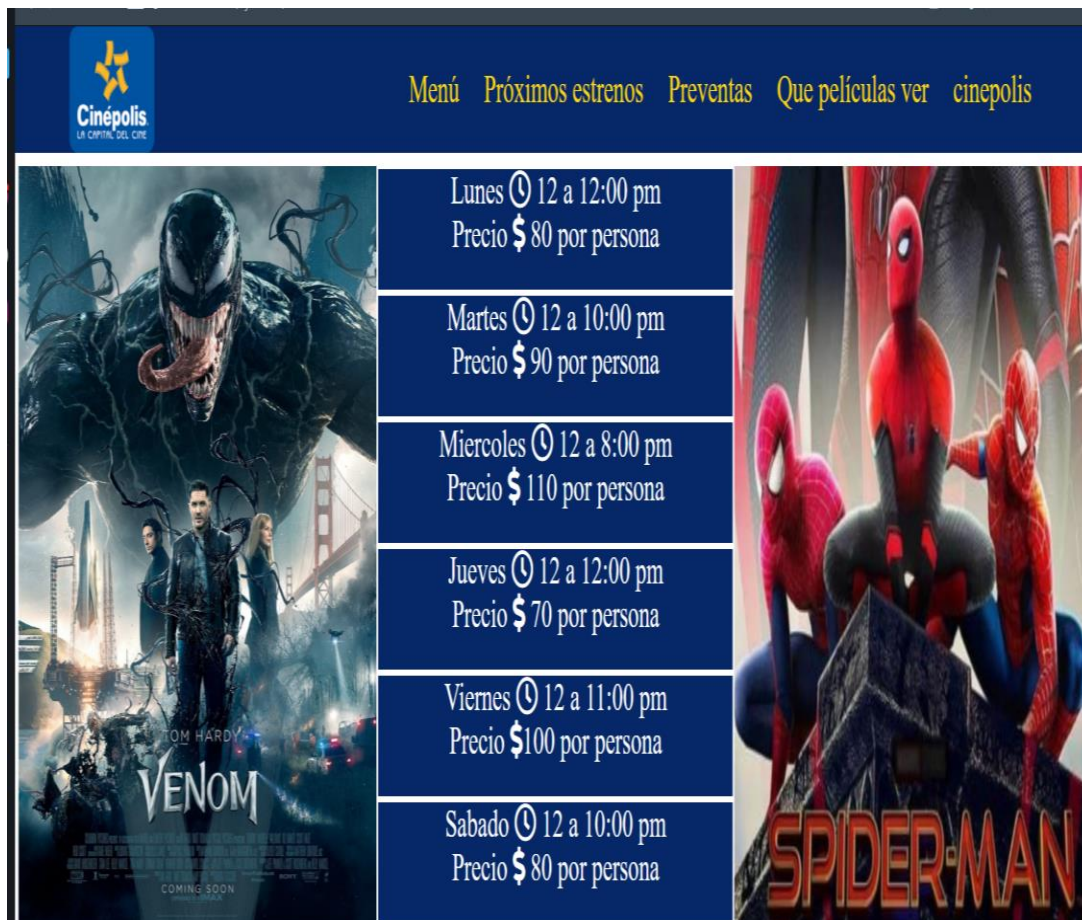 Cinépolis
LA CAPITAL DEL CINE
Menú Próximos estrenos Preventas Que películas ver cinepolis
Lunes 12 a 12:00 pm
Precio $ 80 por persona
Martes 12 a 10:00 pm
Precio $ 90 por persona
Miercoles 12 a 8:00 pm
Precio $ 110 por persona
Jueves 12 a 12:00 pm
Precio $ 70 por persona
Viernes 12 a 11:00 pm
Precio $100 por persona
Sabado 12 a 10:00 pm
Precio $ 80 por persona
TOM HARDY
VENOM
COMING SOON
SPIDER-MAN